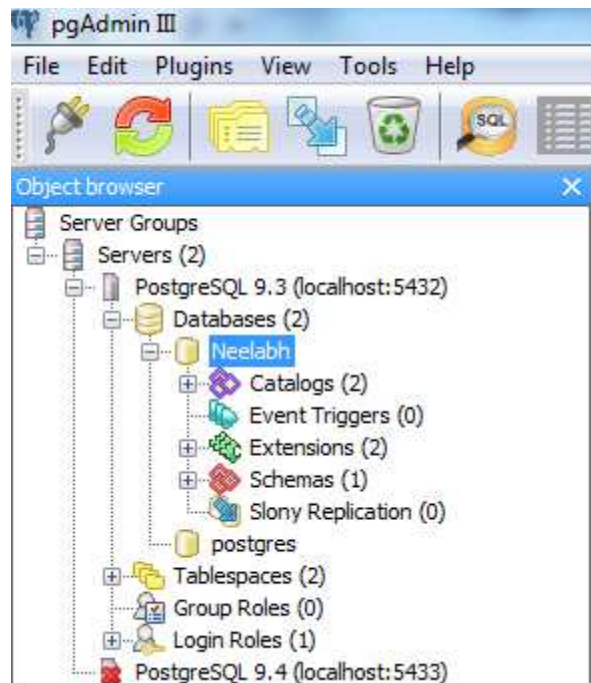 pgAdmin III
File Edit Plugins View Tools Help
SQL
Object browser
Server Groups
Servers (2)
PostgreSQL 9.3 (localhost:5432)
Databases (2)
Neelabh
Catalogs (2)
Event Triggers (0)
Extensions (2)
Schemas (1)
Slony Replication (0)
postgres
Tablespaces (2)
Group Roles (0)
Login Roles (1)
PostgreSQL 9.4 (localhost:5433)